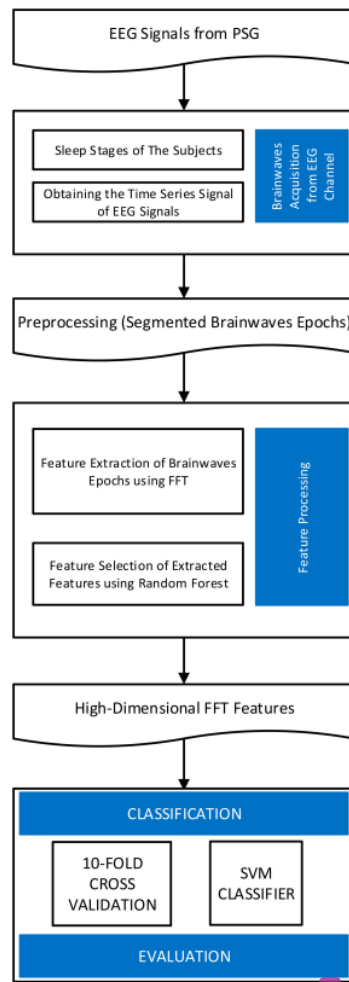 EEG Signals from PSG
Sleep Stages of The Subjects
Obtaining the Time Series Signal
of EEG Signals
Brainwaves
Acquisition
from EEG
Channel
Preprocessing (Segmented Brainwaves Epochs)
Feature Extraction of Brainwaves
Epochs using FFT
Feature Selection of Extracted
Features using Random Forest
Feature Processing
High-Dimensional FFT Features
CLASSIFICATION
10-FOLD
CROSS
VALIDATION
SVM
CLASSIFIER
EVALUATION